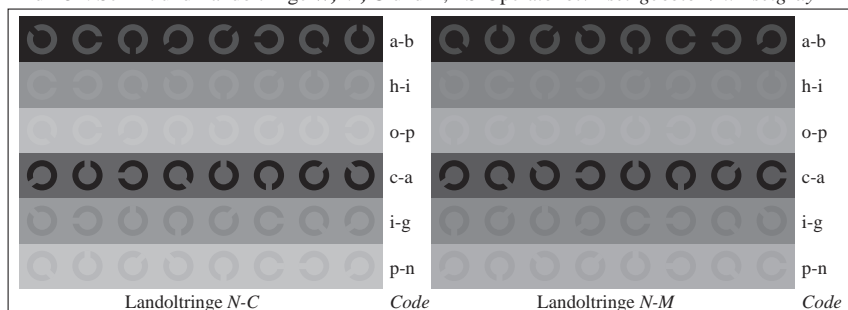 a-b a-b
h-i h-i
o-p o-p
c-a c-a
i-g i-g
p-n p-n
Landoltringe N-C Code Landoltringe N-M Code